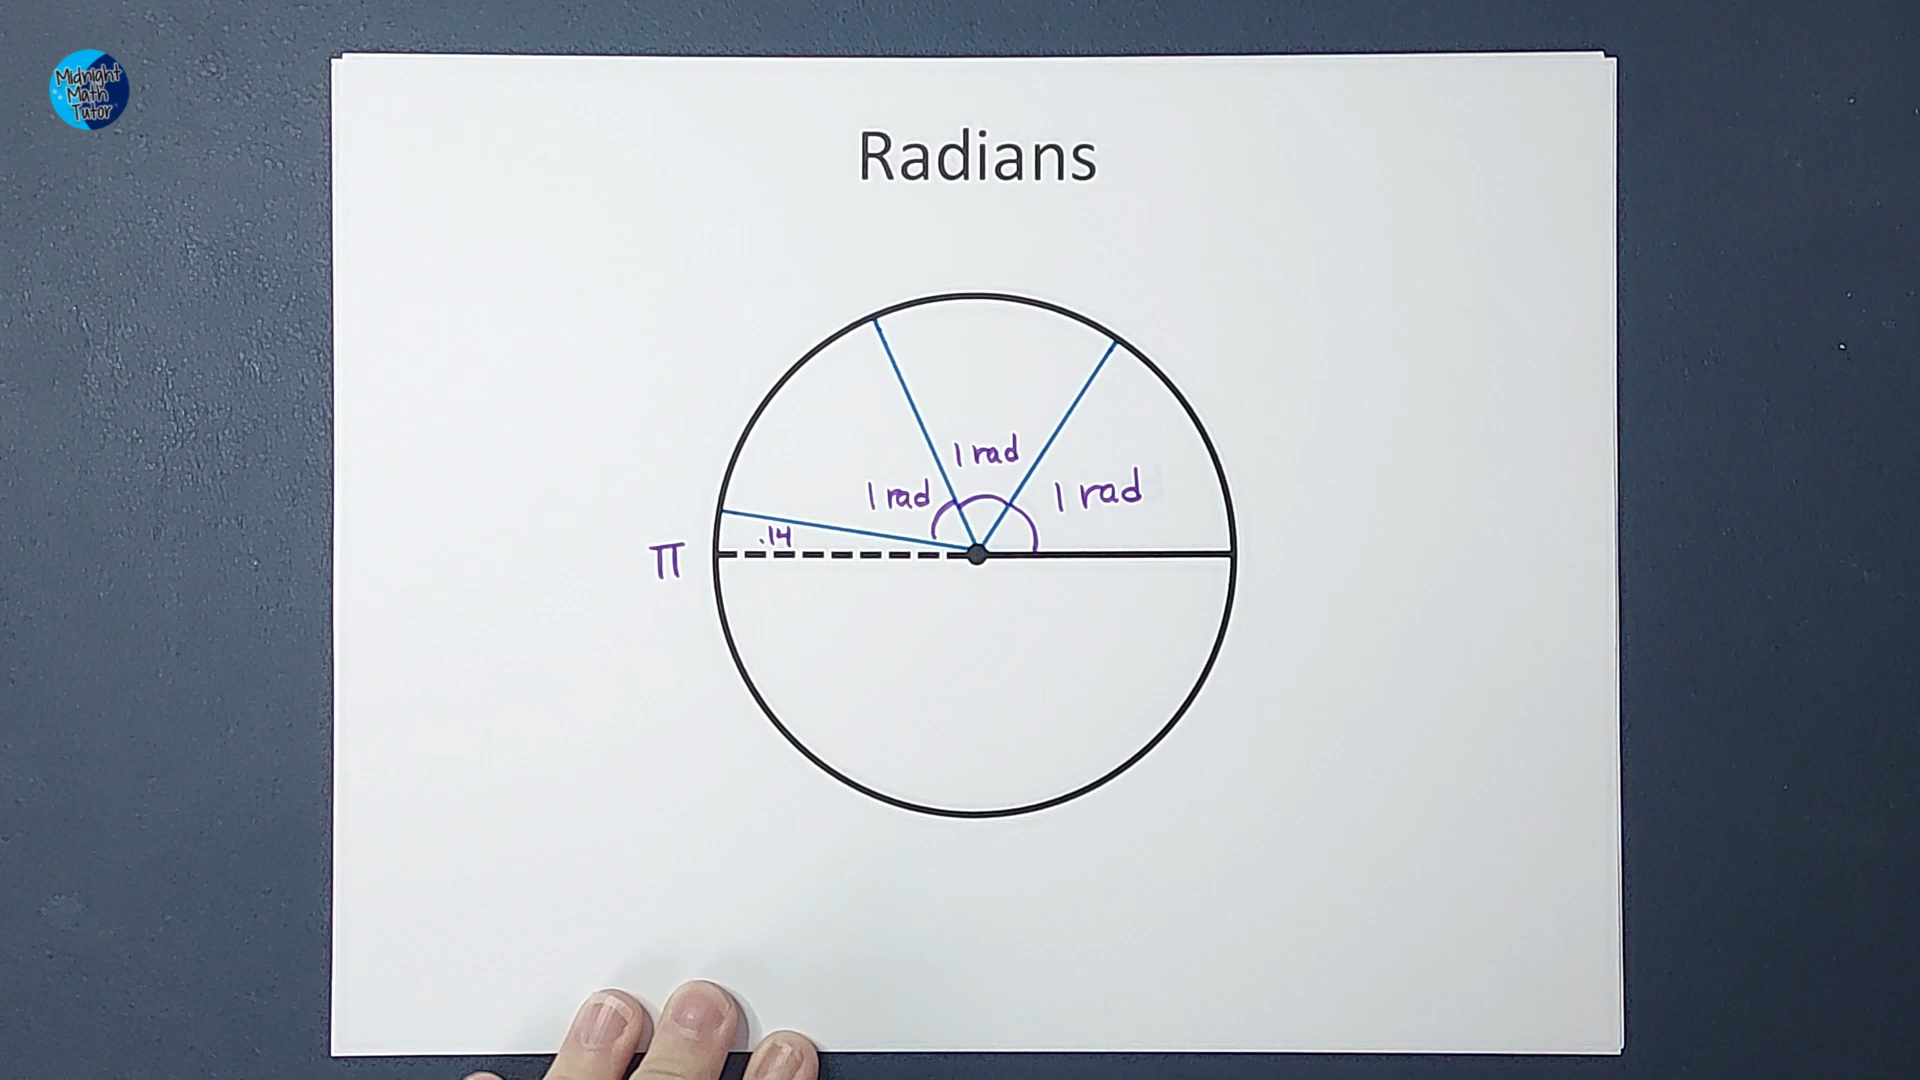 Midnight
Math
Tutor
Radians
1 rad
1 rad
1 rad
.14
π